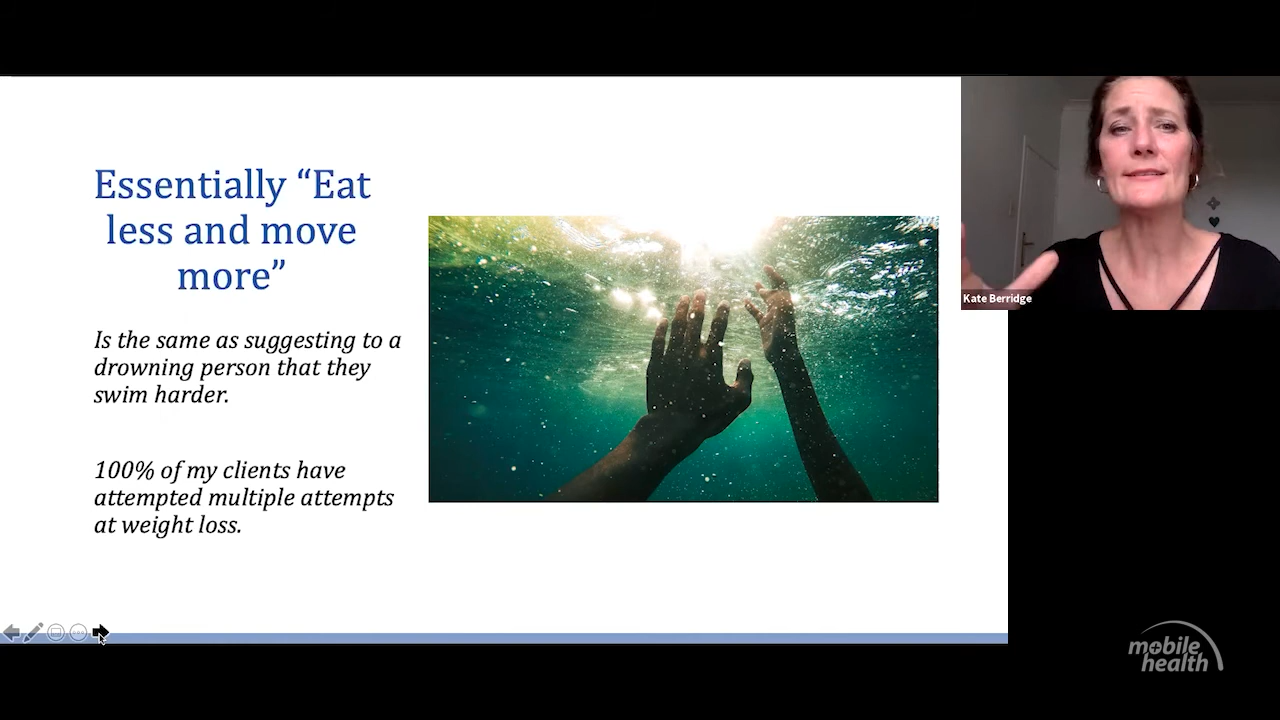 Essentially “Eat
less and move
more”
Is the same as suggesting to a
drowning person that they
swim harder.
100% of my clients have
attempted multiple attempts
at weight loss.
Kate Berridge
mobile
health